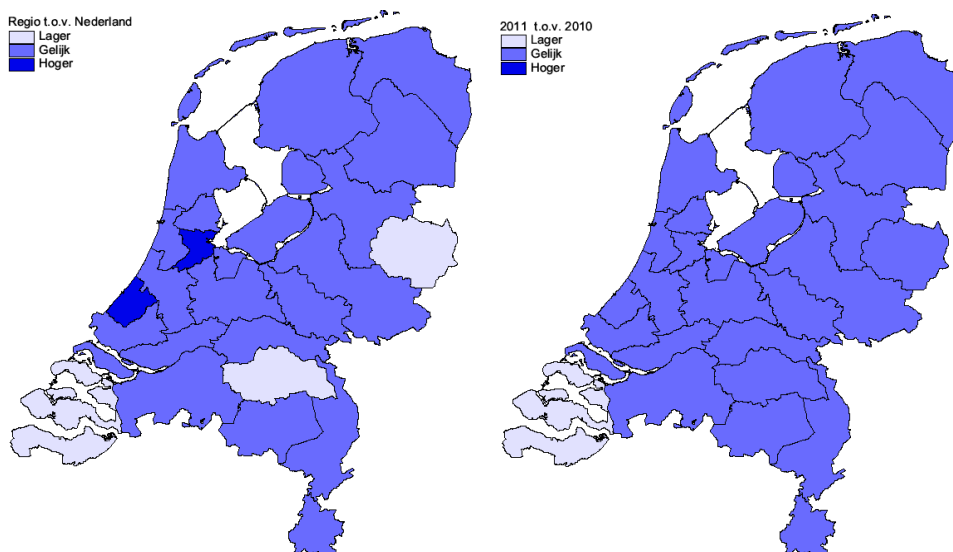 Regio t.o.v. Nederland
Lager
Gelijk
Hoger
2011 t.o.v. 2010
Lager
Gelijk
Hoger